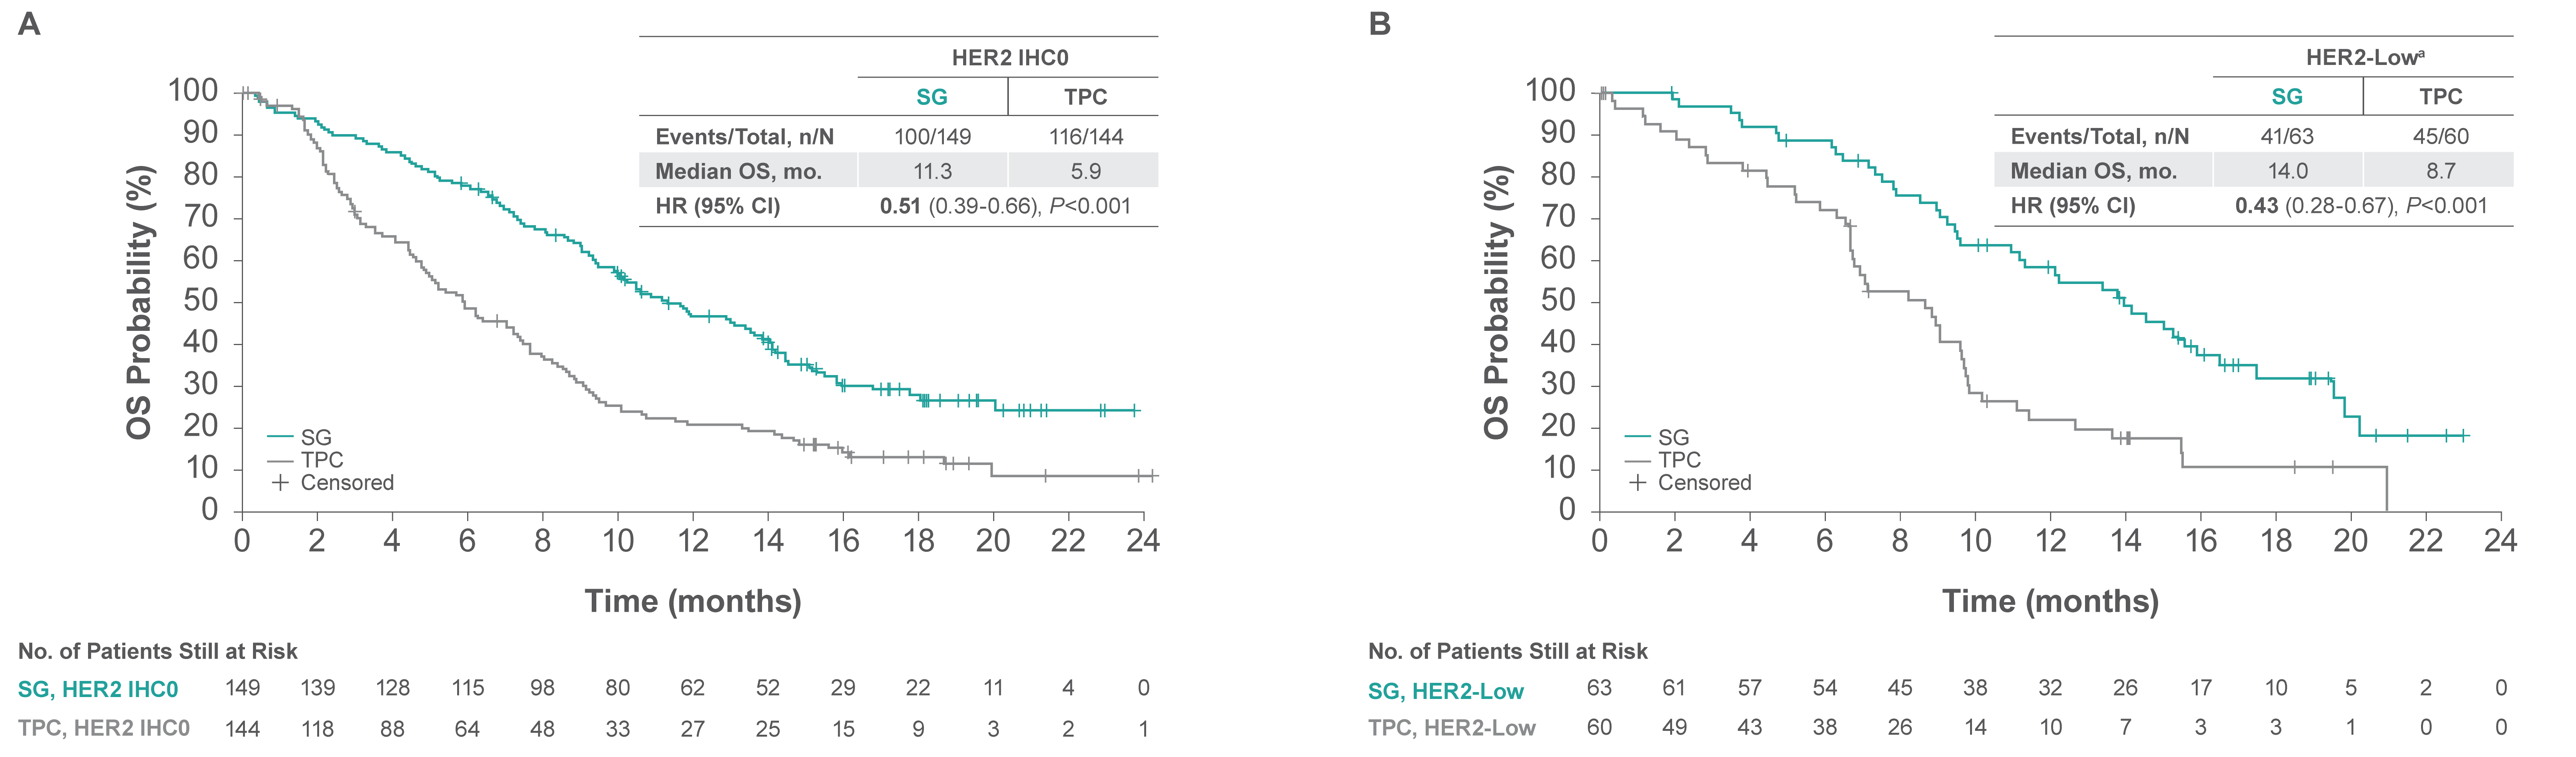 A
HER2 IHC0
SG TPC
Events/Total, n/N 100/149 116/144
Median OS, mo. 11.3 5.9
HR (95% CI) 0.51 (0.39-0.66), P<0.001
OS Probability (%)
100
90
80
70
60
50
40
30
20
10
0
SG
TPC
Censored
0 2 4 6 8 10 12 14 16 18 20 22 24
Time (months)
No. of Patients Still at Risk
SG, HER2 IHC0 149 139 128 115 98 80 62 52 29 22 11 4 0
TPC, HER2 IHC0 144 118 88 64 48 33 27 25 15 9 3 2 1
B
HER2-Lowᵃ
SG TPC
Events/Total, n/N 41/63 45/60
Median OS, mo. 14.0 8.7
HR (95% CI) 0.43 (0.28-0.67), P<0.001
OS Probability (%)
100
90
80
70
60
50
40
30
20
10
0
SG
TPC
Censored
0 2 4 6 8 10 12 14 16 18 20 22 24
Time (months)
No. of Patients Still at Risk
SG, HER2-Low 63 61 57 54 45 38 32 26 17 10 5 2 0
TPC, HER2-Low 60 49 43 38 26 14 10 7 3 3 1 0 0